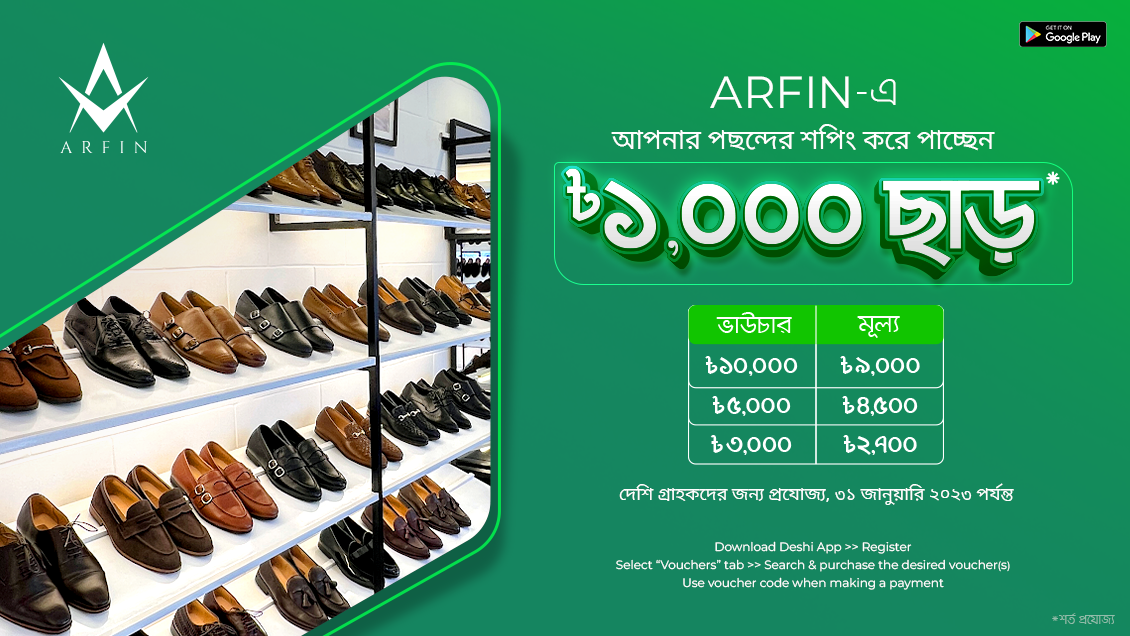 ARFIN
GET IT ON
Google Play
ARFIN-এ
আপনার পছন্দের শপিং করে পাচ্ছেন
৳১,০০০ ছাড়*
ভাউচার মূল্য
৳১০,০০০ ৳৯,০০০
৳৫,০০০ ৳৪,৫০০
৳৩,০০০ ৳২,৭০০
দেশি গ্রাহকদের জন্য প্রযোজ্য, ৩১ জানুয়ারি ২০২৩ পর্যন্ত
Download Deshi App >> Register
Select “Vouchers” tab >> Search & purchase the desired voucher(s)
Use voucher code when making a payment
*শর্ত প্রযোজ্য